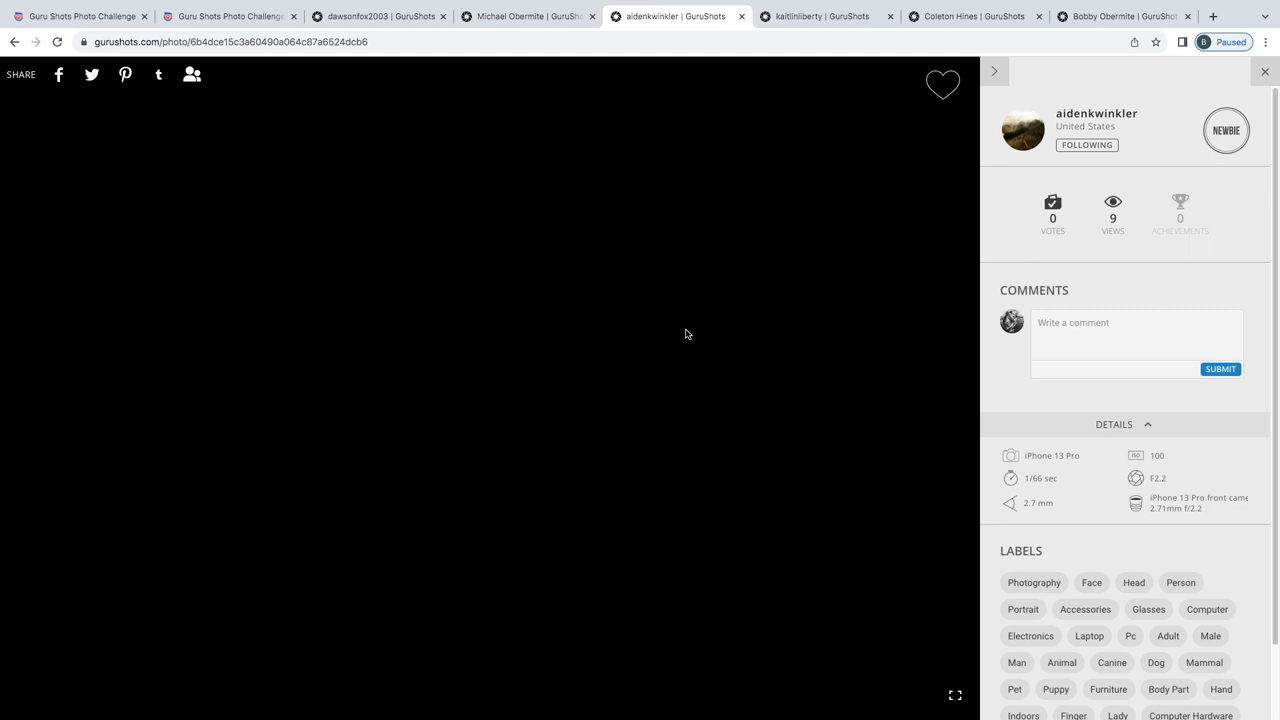 Guru Shots Photo Challenge
Guru Shots Photo Challenge
dawsonfox2003 | GuruShots
Michael Obermite | GuruSh
aidenkwinkler | GuruShots
kaitlinliberty | GuruShots
Coleton Hines | GuruShots
Bobby Obermite | GuruShot
gurushots.com/photo/6b4dce15c3a60490a064c87a6524dcb6
B Paused
SHARE
aidenkwinkler
United States
FOLLOWING
NEWBIE
0
VOTES
9
VIEWS
0
ACHIEVEMENTS
COMMENTS
Write a comment
SUBMIT
DETAILS
iPhone 13 Pro
ISO 100
1/66 sec
F2.2
2.7 mm
iPhone 13 Pro front came
2.71mm f/2.2
LABELS
Photography Face Head Person
Portrait Accessories Glasses Computer
Electronics Laptop Pc Adult Male
Man Animal Canine Dog Mammal
Pet Puppy Furniture Body Part Hand
Indoors Finger Lady Computer Hardware